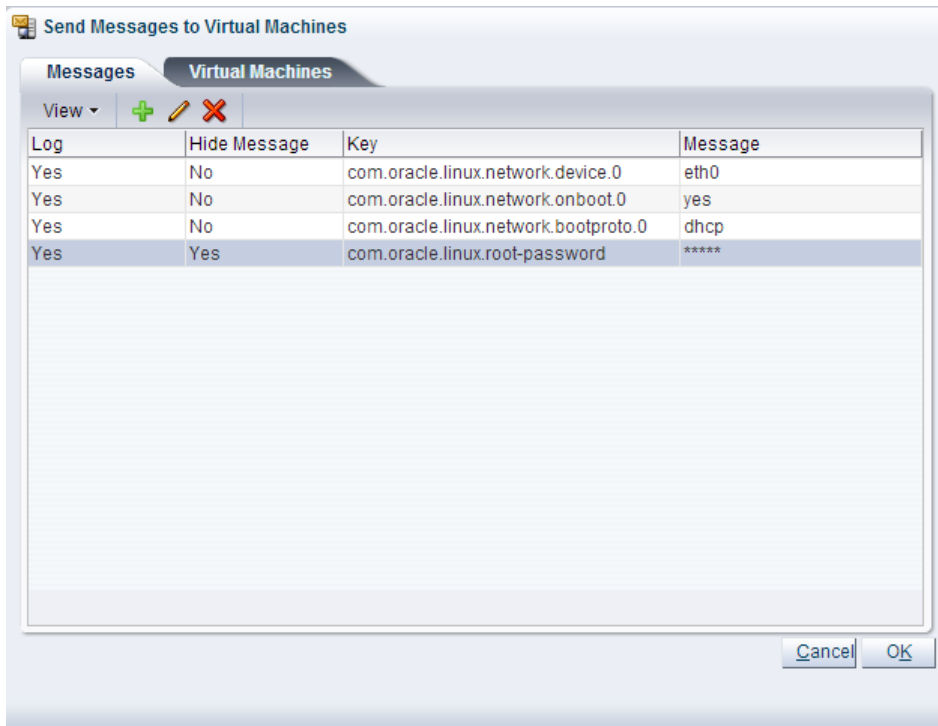 Send Messages to Virtual Machines
Messages Virtual Machines
View
Log Hide Message Key Message
Yes No com.oracle.linux.network.device.0 eth0
Yes No com.oracle.linux.network.onboot.0 yes
Yes No com.oracle.linux.network.bootproto.0 dhcp
Yes Yes com.oracle.linux.root-password *****
Cancel OK